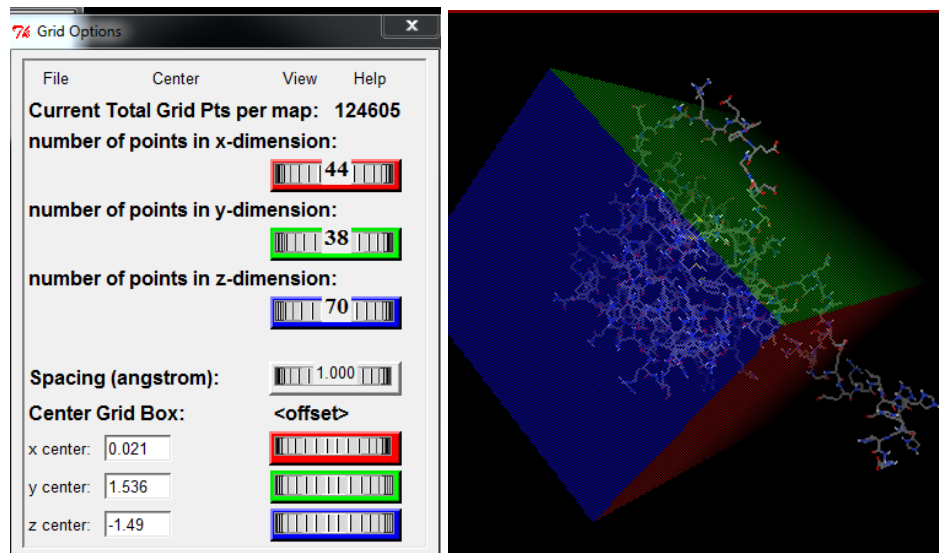 Grid Options
x
File Center View Help
Current Total Grid Pts per map: 124605
number of points in x-dimension:
44
number of points in y-dimension:
38
number of points in z-dimension:
70
Spacing (angstrom): 1.000
Center Grid Box: <offset>
x center: 0.021
y center: 1.536
z center: -1.49